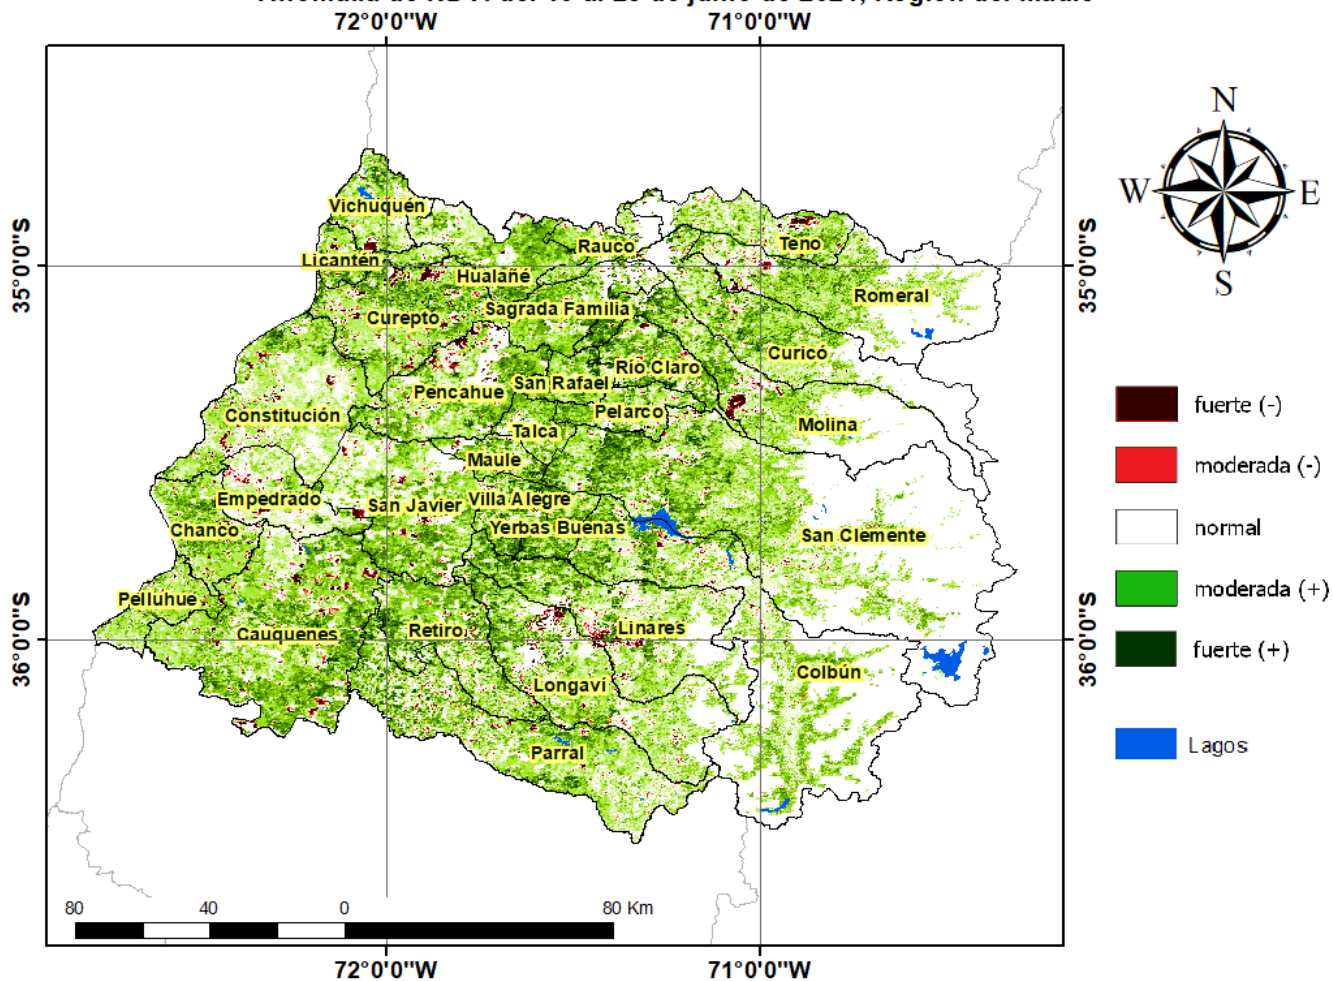 72°0'0"W 71°0'0"W
N
W E
S
35°0'0"S 35°0'0"S
Vichuquén
Licantén
Rauco
Teno
Hualañé
Romeral
Sagrada Familia
Curepto
Curicó
Río Claro
San Rafael
Pencahue
Pelarco
Constitución
Molina
Talca
Maule
Empedrado
San Javier
Villa Alegre
Chanco
Yerbas Buenas
San Clemente
Pelluhue
Cauquenes
Retiro
Linares
Colbún
Longaví
Parral
36°0'0"S 36°0'0"S
fuerte (-)
moderada (-)
normal
moderada (+)
fuerte (+)
Lagos
80 40 0 80 Km
72°0'0"W 71°0'0"W